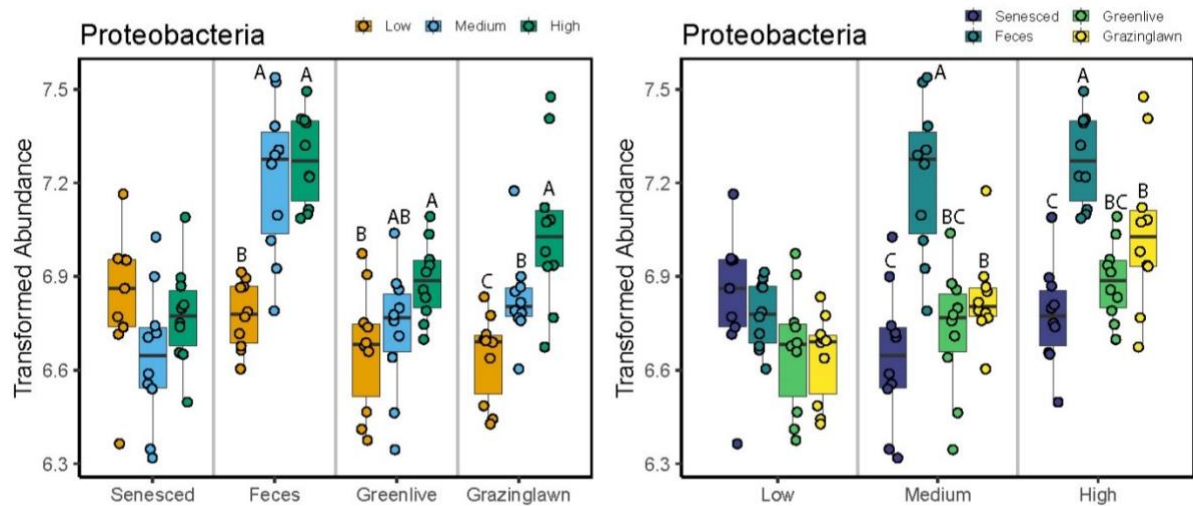 Proteobacteria
Low Medium High
Transformed Abundance
7.5
7.2
6.9
6.6
6.3
A A
B
B AB A
C B A
Senesced Feces Greenlive Grazinglawn
Proteobacteria
Senesced Greenlive
Feces Grazinglawn
Transformed Abundance
7.5
7.2
6.9
6.6
6.3
A
C BC B
A
C BC B
Low Medium High